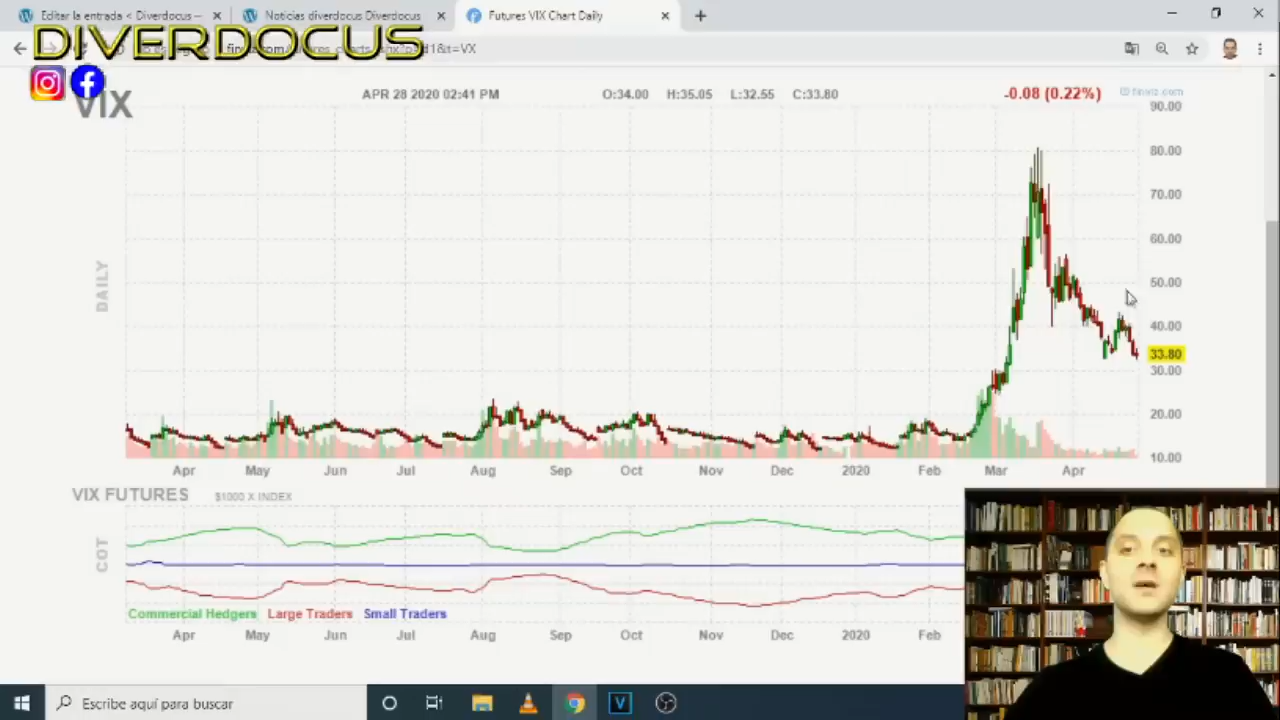 Editar la entrada < Diverdocus —
Noticias diverdocus Diverdocus
Futures VIX Chart Daily
DIVERDOCUS
VIX
APR 28 2020 02:41 PM
O:34.00 H:35.05 L:32.55 C:33.80
-0.08 (0.22%)
finviz.com
90.00
80.00
70.00
60.00
50.00
40.00
33.80
30.00
20.00
10.00
DAILY
Apr May Jun Jul Aug Sep Oct Nov Dec 2020 Feb Mar Apr
VIX FUTURES $1000 X INDEX
COT
Commercial Hedgers Large Traders Small Traders
Apr May Jun Jul Aug Sep Oct Nov Dec 2020 Feb
Escribe aquí para buscar